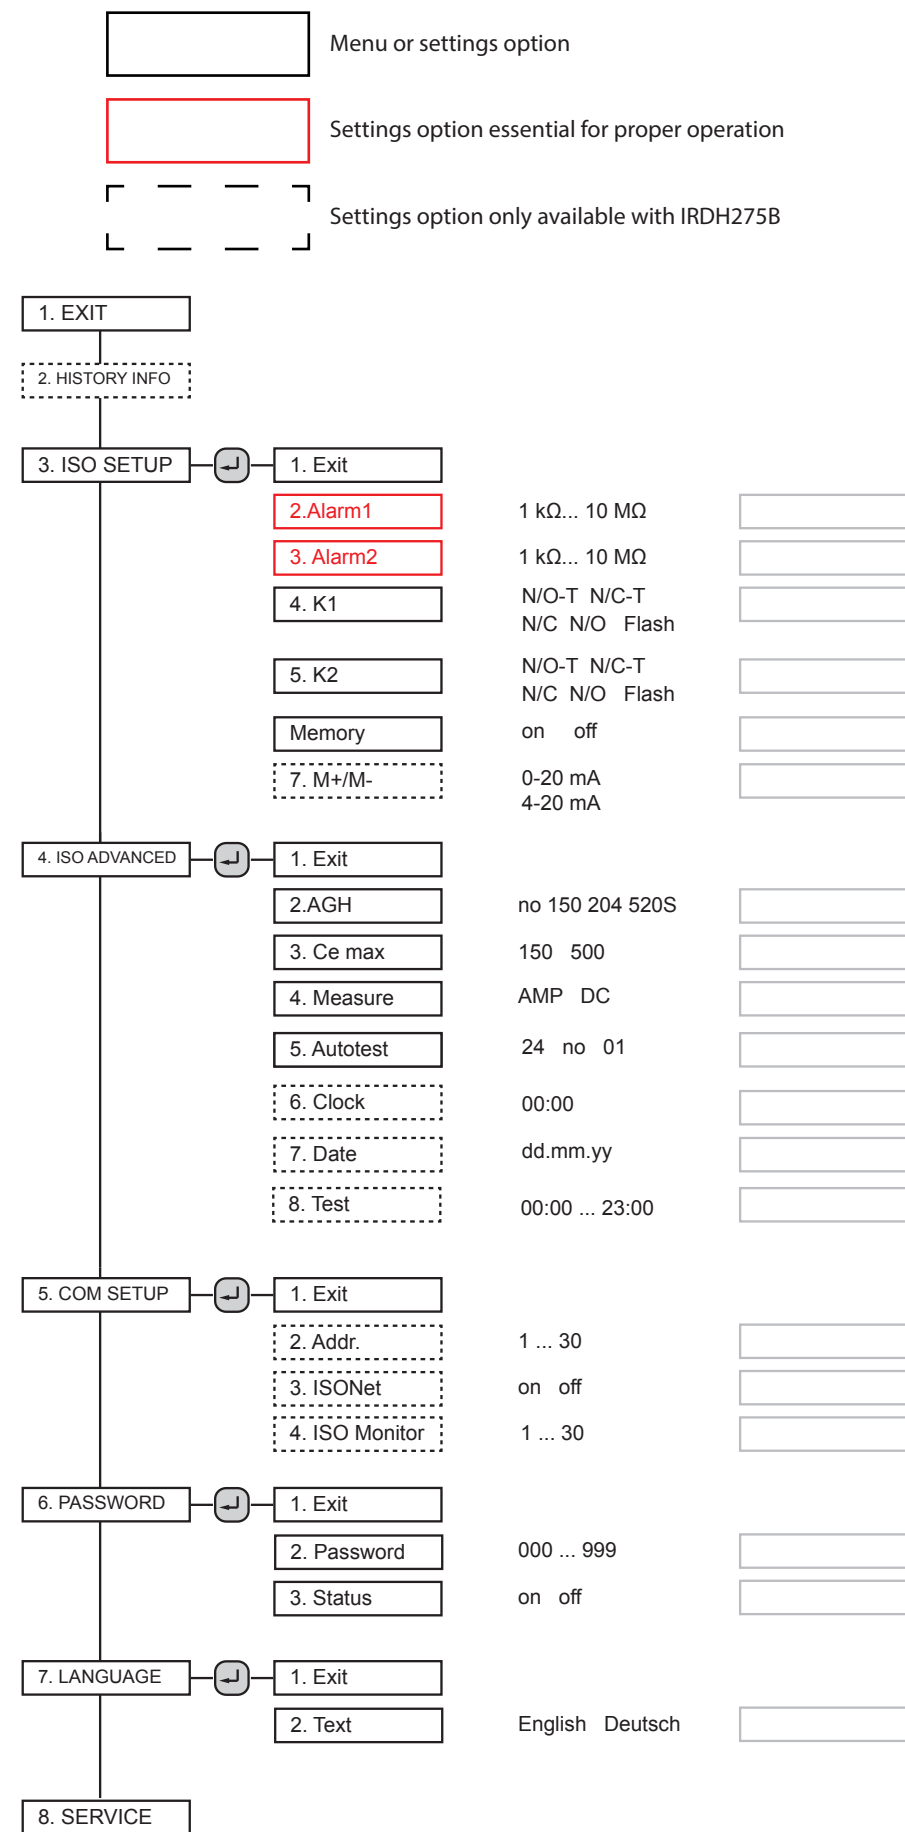 Menu or settings option
Settings option essential for proper operation
Settings option only available with IRDH275B
1. EXIT
2. HISTORY INFO
3. ISO SETUP
1. Exit
2.Alarm1
1 kΩ... 10 MΩ
3. Alarm2
1 kΩ... 10 MΩ
4. K1
N/O-T N/C-T
N/C N/O Flash
5. K2
N/O-T N/C-T
N/C N/O Flash
Memory
on off
7. M+/M-
0-20 mA
4-20 mA
4. ISO ADVANCED
1. Exit
2.AGH
no 150 204 520S
3. Ce max
150 500
4. Measure
AMP DC
5. Autotest
24 no 01
6. Clock
00:00
7. Date
dd.mm.yy
8. Test
00:00 ... 23:00
5. COM SETUP
1. Exit
2. Addr.
1 ... 30
3. ISONet
on off
4. ISO Monitor
1 ... 30
6. PASSWORD
1. Exit
2. Password
000 ... 999
3. Status
on off
7. LANGUAGE
1. Exit
2. Text
English Deutsch
8. SERVICE